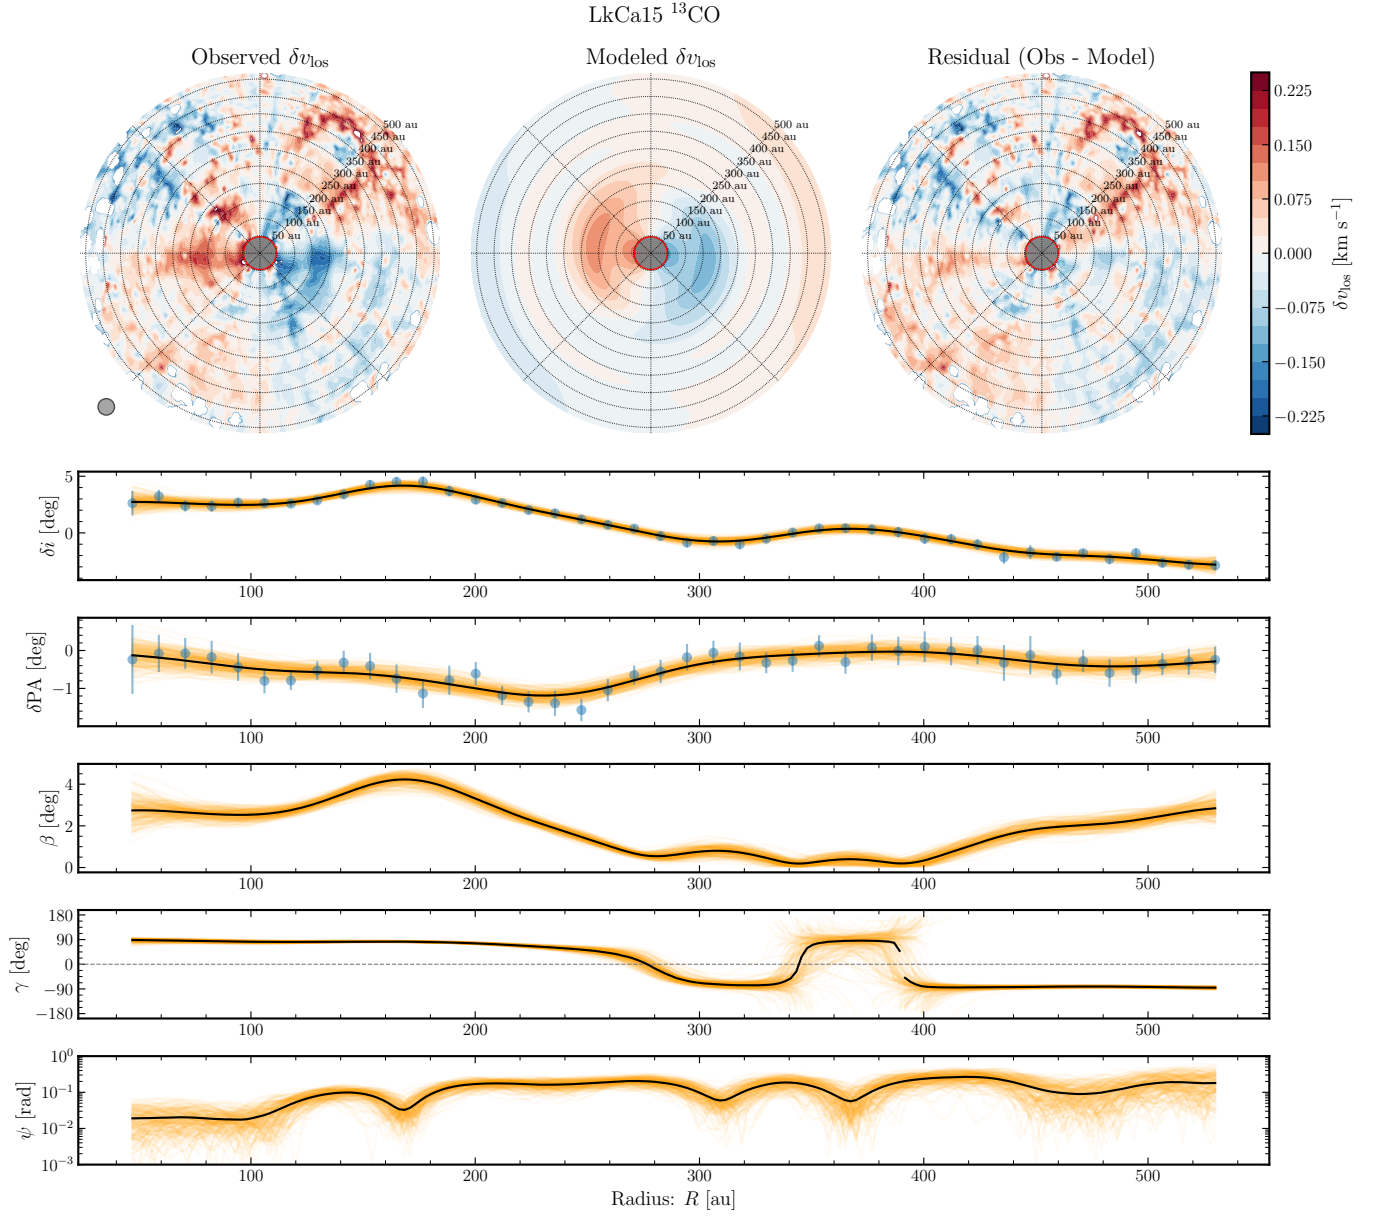 LkCa15 ¹³CO
Observed δv_los
Modeled δv_los
Residual (Obs - Model)
500 au
450 au
400 au
350 au
300 au
250 au
200 au
150 au
100 au
50 au
500 au
450 au
400 au
350 au
300 au
250 au
200 au
150 au
100 au
50 au
500 au
450 au
400 au
350 au
300 au
250 au
200 au
150 au
100 au
50 au
0.225
0.150
0.075
0.000
−0.075
−0.150
−0.225
δv_los [km s⁻¹]
5
0
δi [deg]
100 200 300 400 500
0
−1
δPA [deg]
100 200 300 400 500
4
2
0
β [deg]
100 200 300 400 500
180
90
0
−90
−180
γ [deg]
100 200 300 400 500
10⁰
10⁻¹
10⁻²
10⁻³
ψ [rad]
100 200 300 400 500
Radius: R [au]